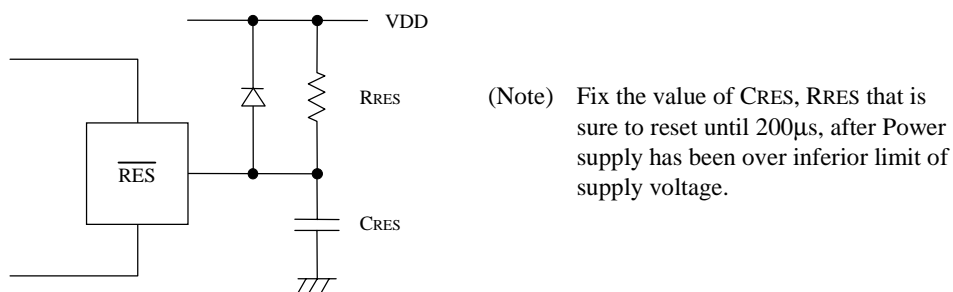 VDD
RRES
RES
CRES
(Note) Fix the value of CRES, RRES that is
sure to reset until 200µs, after Power
supply has been over inferior limit of
supply voltage.